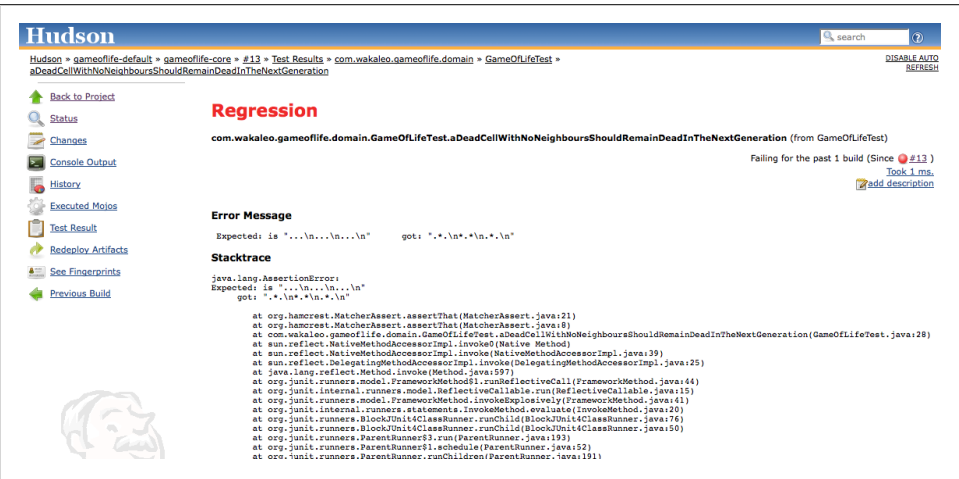 Hudson
search
Hudson » gameoflife-default » gameoflife-core » #13 » Test Results » com.wakaleo.gameoflife.domain » GameOfLifeTest »
aDeadCellWithNoNeighboursShouldRemainDeadInTheNextGeneration
DISABLE AUTO
REFRESH
Back to Project
Status
Changes
Console Output
History
Executed Mojos
Test Result
Redeploy Artifacts
See Fingerprints
Previous Build
Regression
com.wakaleo.gameoflife.domain.GameOfLifeTest.aDeadCellWithNoNeighboursShouldRemainDeadInTheNextGeneration (from GameOfLifeTest)
Failing for the past 1 build (Since #13 )
Took 1 ms.
add description
Error Message
Expected: is "...\n...\n...\n" got: ".*.\n*.*\n.*.\n"
Stacktrace
java.lang.AssertionError:
Expected: is "...\n...\n...\n"
got: ".*.\n*.*\n.*.\n"
at org.hamcrest.MatcherAssert.assertThat(MatcherAssert.java:21)
at org.hamcrest.MatcherAssert.assertThat(MatcherAssert.java:8)
at com.wakaleo.gameoflife.domain.GameOfLifeTest.aDeadCellWithNoNeighboursShouldRemainDeadInTheNextGeneration(GameOfLifeTest.java:28)
at sun.reflect.NativeMethodAccessorImpl.invoke0(Native Method)
at sun.reflect.NativeMethodAccessorImpl.invoke(NativeMethodAccessorImpl.java:39)
at sun.reflect.DelegatingMethodAccessorImpl.invoke(DelegatingMethodAccessorImpl.java:25)
at java.lang.reflect.Method.invoke(Method.java:597)
at org.junit.runners.model.FrameworkMethod$1.runReflectiveCall(FrameworkMethod.java:44)
at org.junit.internal.runners.model.ReflectiveCallable.run(ReflectiveCallable.java:15)
at org.junit.runners.model.FrameworkMethod.invokeExplosively(FrameworkMethod.java:41)
at org.junit.internal.runners.statements.InvokeMethod.evaluate(InvokeMethod.java:20)
at org.junit.runners.BlockJUnit4ClassRunner.runChild(BlockJUnit4ClassRunner.java:76)
at org.junit.runners.BlockJUnit4ClassRunner.runChild(BlockJUnit4ClassRunner.java:50)
at org.junit.runners.ParentRunner$3.run(ParentRunner.java:193)
at org.junit.runners.ParentRunner$1.schedule(ParentRunner.java:52)
at org.junit.runners.ParentRunner.runChildren(ParentRunner.java:191)